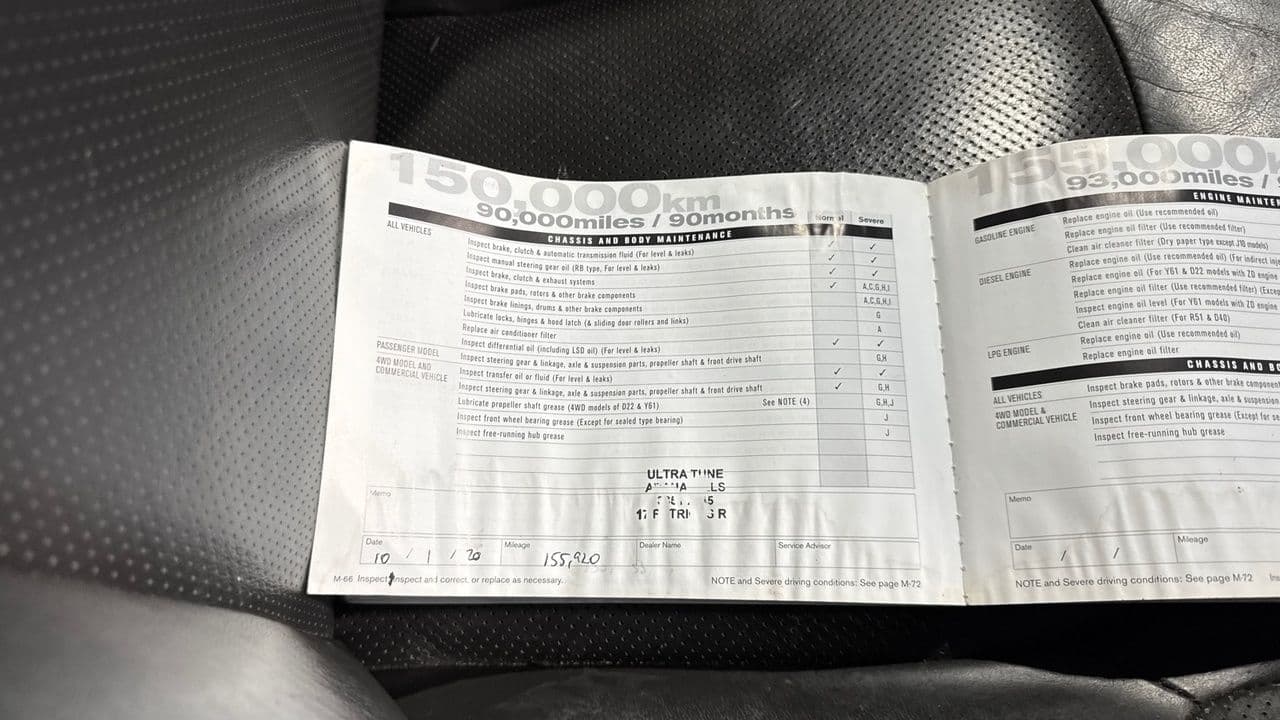 150,000km
90,000miles / 90months
Normal Severe
CHASSIS AND BODY MAINTENANCE
ALL VEHICLES
Inspect brake, clutch & automatic transmission fluid (For level & leaks) ✓ ✓
Inspect manual steering gear oil (RB type, For level & leaks) ✓ ✓
Inspect brake, clutch & exhaust systems ✓ ✓
Inspect brake pads, rotors & other brake components ✓ A,C,G,H,I
Inspect brake linings, drums & other brake components A,C,G,H,I
Lubricate locks, hinges & hood latch (& sliding door rollers and links) G
Replace air conditioner filter A
Inspect differential oil (including LSD oil) (For level & leaks) ✓ ✓
PASSENGER MODEL
Inspect steering gear & linkage, axle & suspension parts, propeller shaft & front drive shaft G,H
4WD MODEL AND
COMMERCIAL VEHICLE
Inspect transfer oil or fluid (For level & leaks) ✓ ✓
Inspect steering gear & linkage, axle & suspension parts, propeller shaft & front drive shaft ✓ G,H
Lubricate propeller shaft grease (4WD models of D22 & Y61) See NOTE (4) G,H,J
Inspect front wheel bearing grease (Except for sealed type bearing) J
Inspect free-running hub grease J
ULTRA TUNE
Memo
Date 10 / 1 / 20 Mileage 155,920 Dealer Name Service Advisor
M-66 Inspect: Inspect and correct or replace as necessary. NOTE and Severe driving conditions: See page M-72
155,000
93,000miles /
ENGINE
GASOLINE ENGINE
Replace engine oil (Use recommended oil)
Replace engine oil filter (Use recommended filter)
Clean air cleaner filter (Dry paper type except J10 models)
DIESEL ENGINE
Replace engine oil (Use recommended oil) (For indirect
Replace engine oil (For Y61 & D22 models with ZD engine
Replace engine oil filter (Use recommended filter)
Inspect engine oil level (For Y61 models with ZD engine
Clean air cleaner filter (For R51 & D40)
LPG ENGINE
Replace engine oil (Use recommended oil)
Replace engine oil filter
CHASSIS AND
ALL VEHICLES
Inspect brake pads, rotors & other brake
4WD MODEL &
COMMERCIAL VEHICLE
Inspect steering gear & linkage, axle & suspension
Inspect front wheel bearing grease (Except for
Inspect free-running hub grease
Memo
Date / / Mileage
NOTE and Severe driving conditions: See page M-72